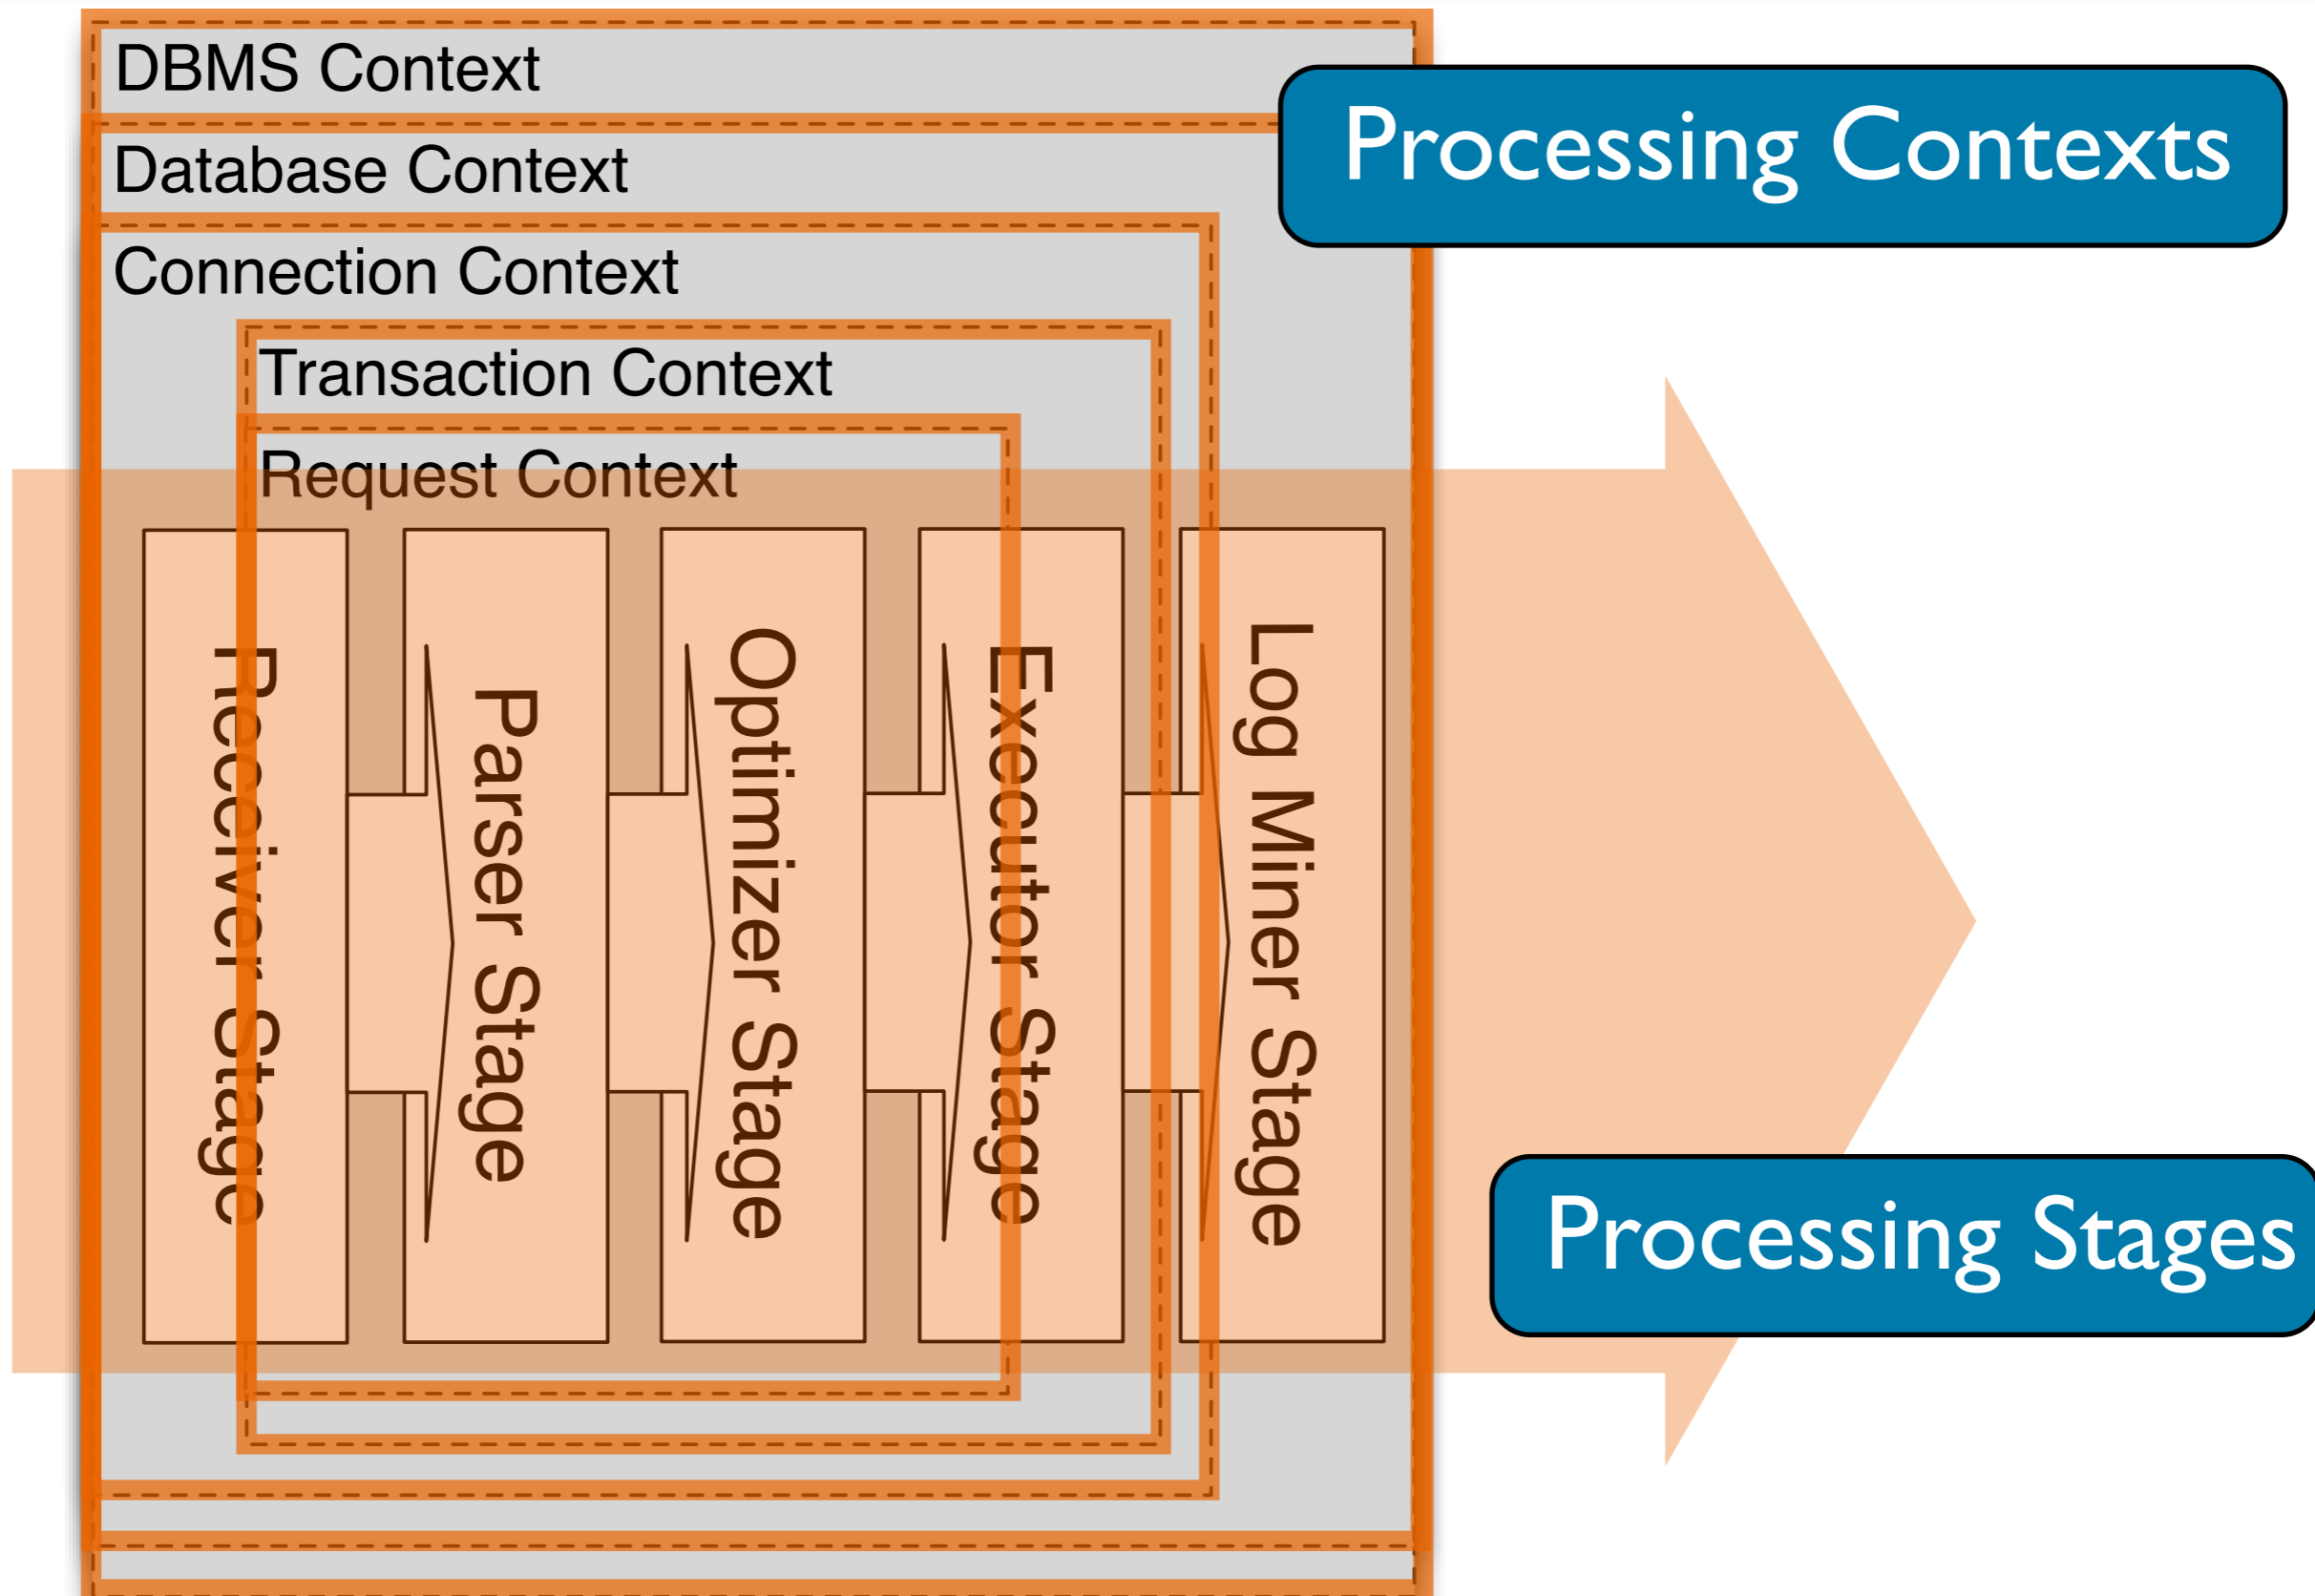 DBMS Context
Processing Contexts
Database Context
Connection Context
Transaction Context
Request Context
Receiver Stage
Parser Stage
Optimizer Stage
Executor Stage
Log Miner Stage
Processing Stages